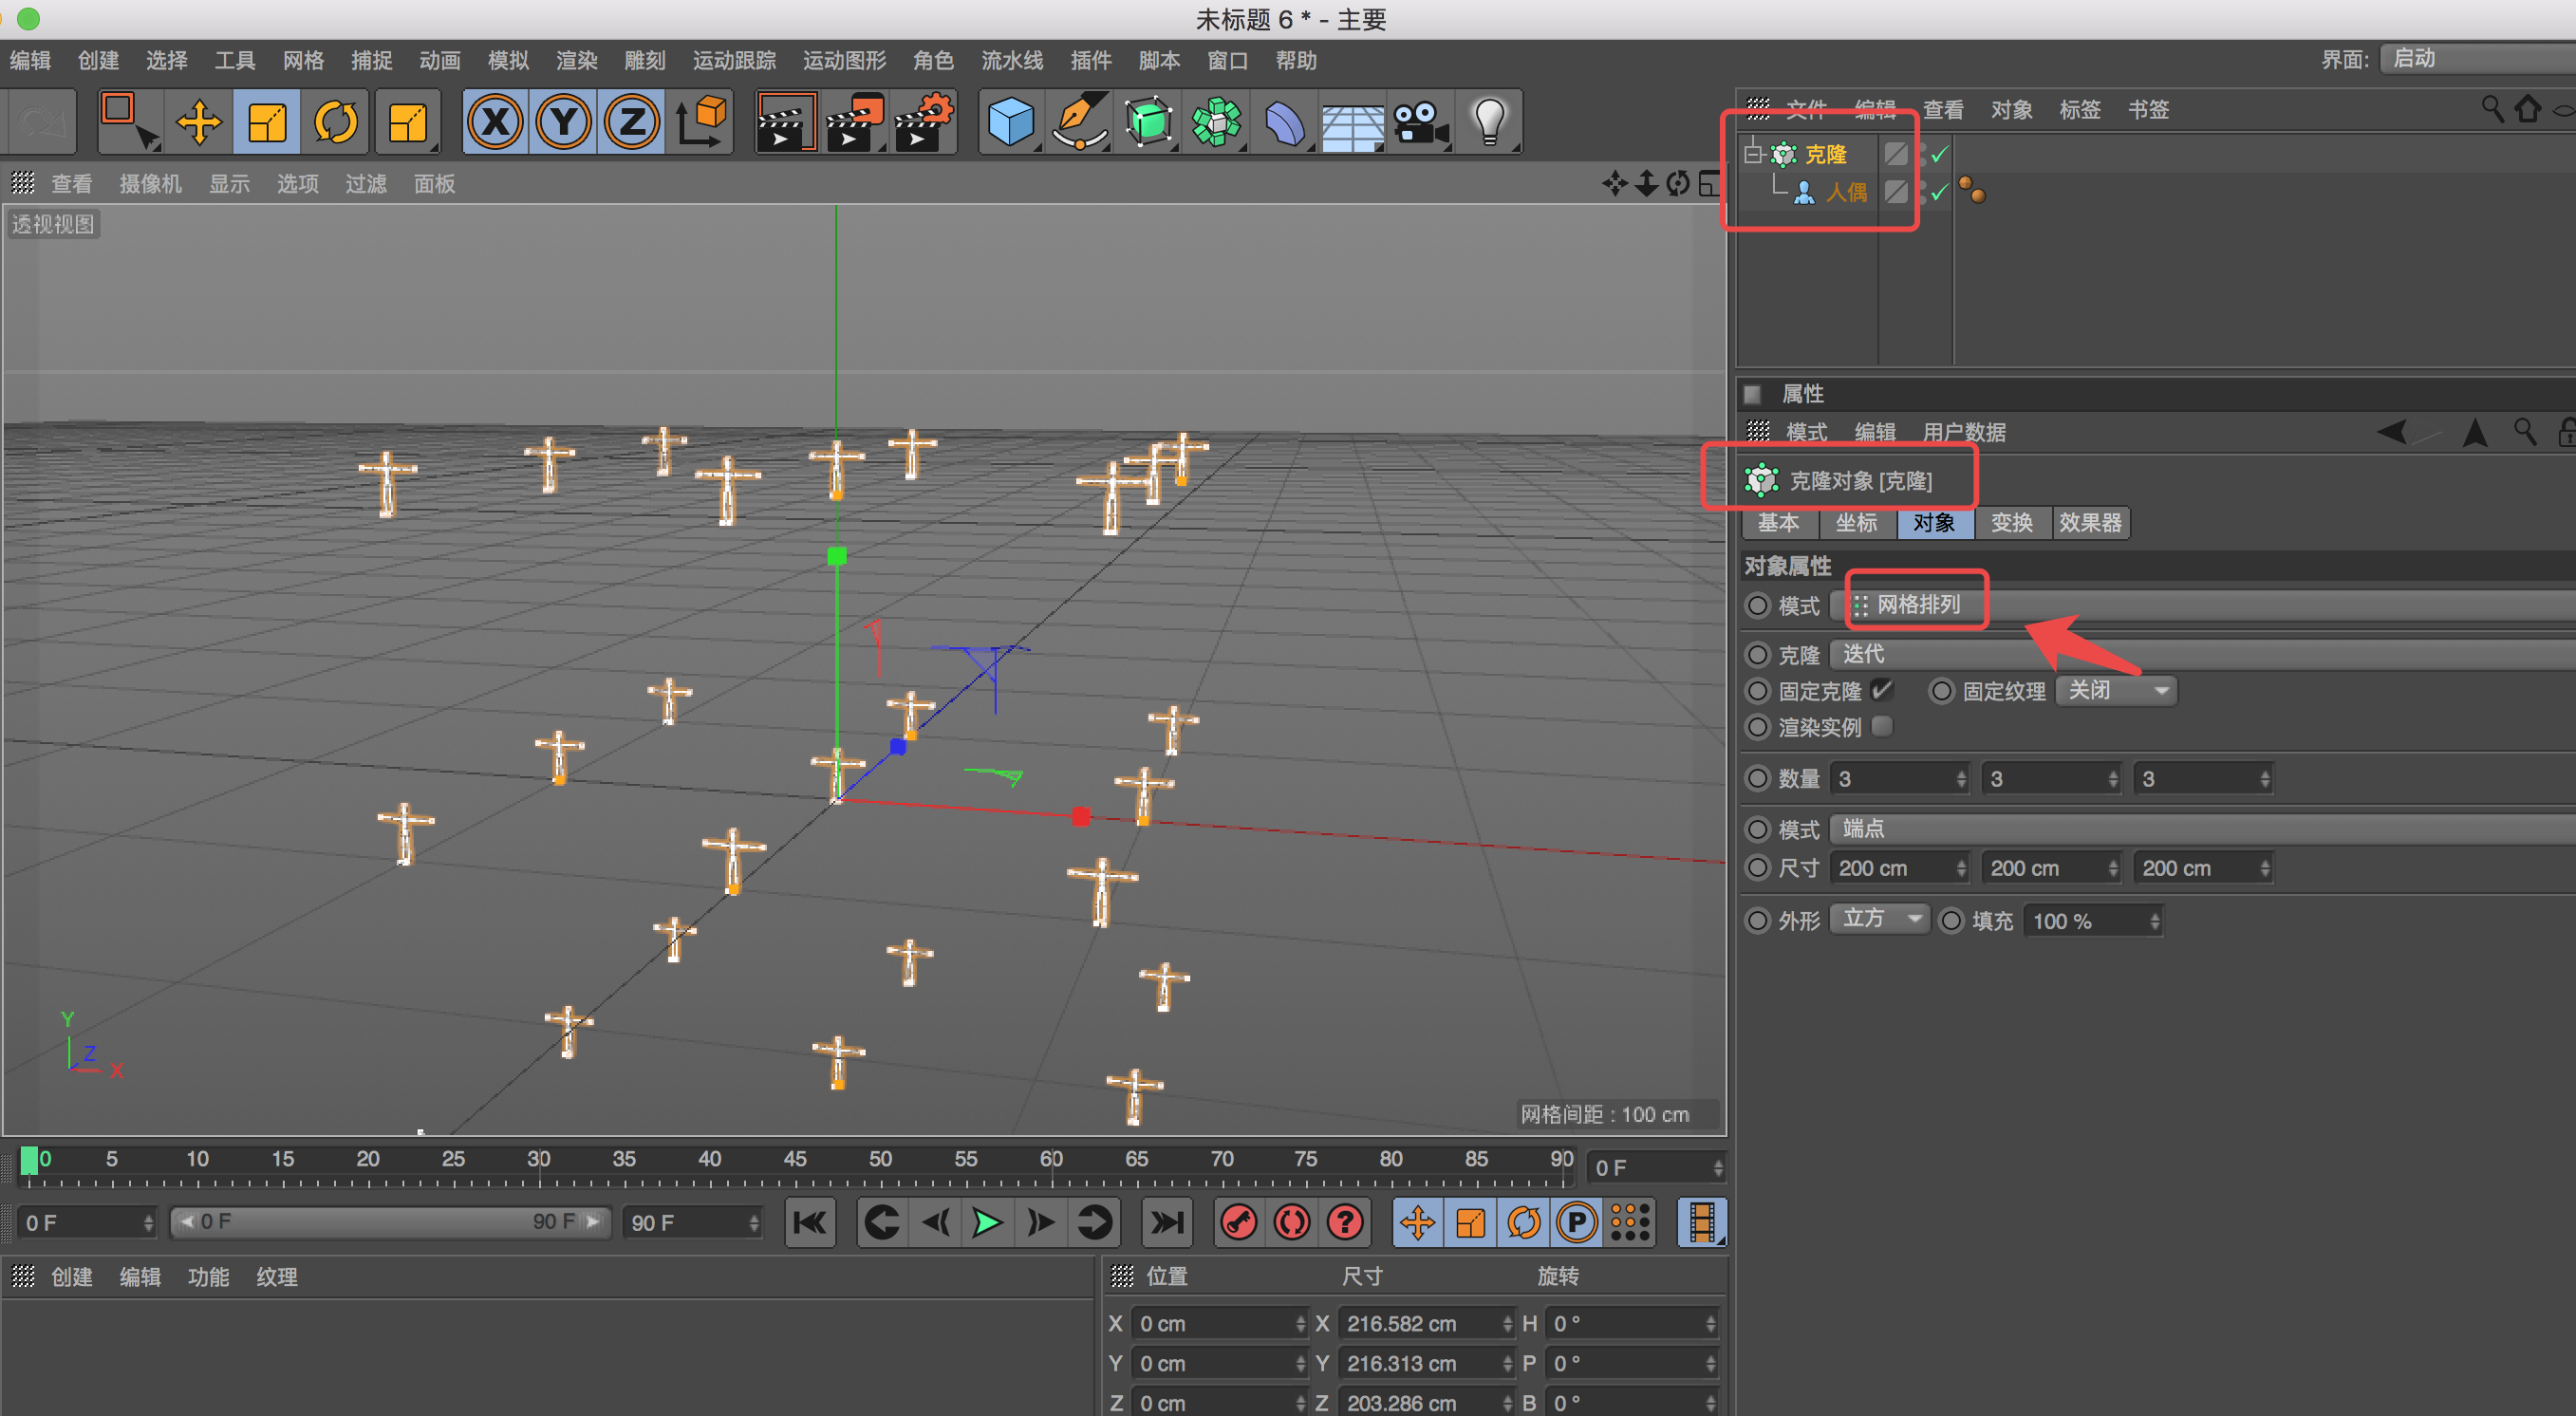 未标题 6 * - 主要
编辑 创建 选择 工具 网格 捕捉 动画 模拟 渲染 雕刻 运动跟踪 运动图形 角色 流水线 插件 脚本 窗口 帮助 界面: 启动
X Y Z
文件 编辑 查看 对象 标签 书签
查看 摄像机 显示 选项 过滤 面板
克隆
人偶
透视视图
属性
模式 编辑 用户数据
克隆对象 [克隆]
基本 坐标 对象 变换 效果器
对象属性
模式 网格排列
克隆 迭代
固定克隆 固定纹理 关闭
渲染实例
数量 3 3 3
模式 端点
尺寸 200 cm 200 cm 200 cm
外形 立方 填充 100 %
Y
Z
X
网格间距 : 100 cm
0 5 10 15 20 25 30 35 40 45 50 55 60 65 70 75 80 85 90 0 F
0 F 0 F 90 F 90 F ? P
创建 编辑 功能 纹理
位置 尺寸 旋转
X 0 cm X 216.582 cm H 0 °
Y 0 cm Y 216.313 cm P 0 °
Z 0 cm Z 203.286 cm B 0 °